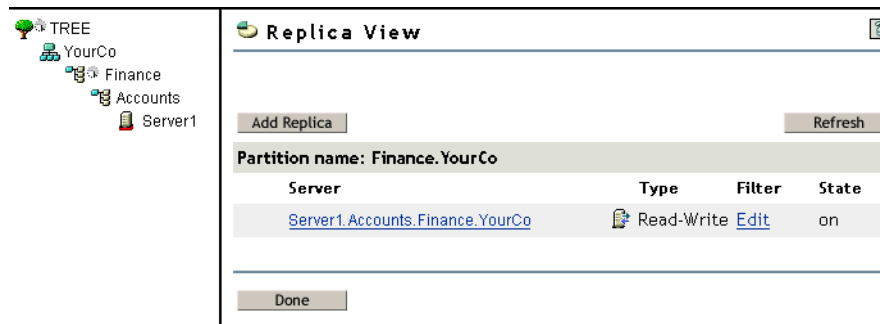 TREE
YourCo
Finance
Accounts
Server1
Replica View
Add Replica
Refresh
Partition name: Finance.YourCo
Server Type Filter State
Server1.Accounts.Finance.YourCo Read-Write Edit on
Done